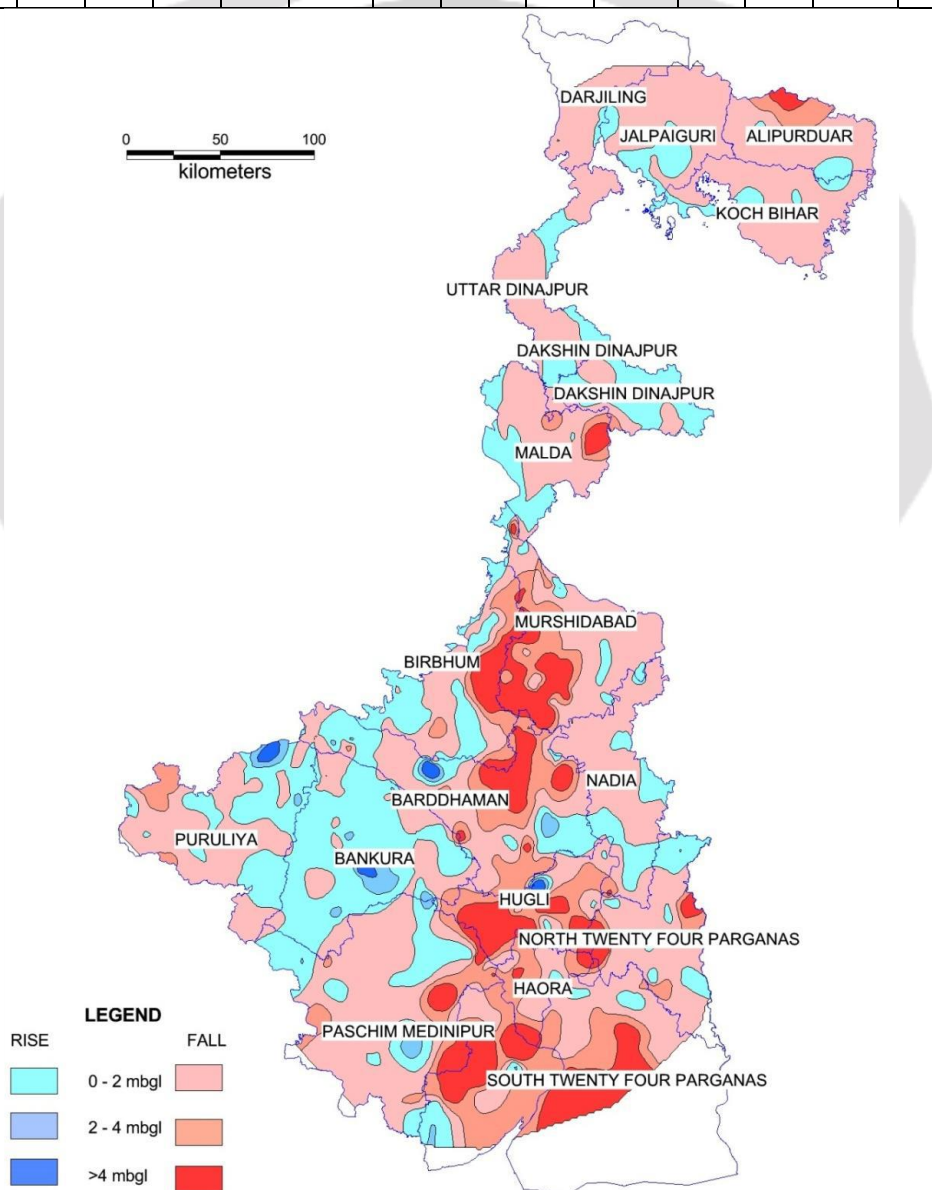 DARJILING
0 50 100
JALPAIGURI ALIPURDUAR
kilometers
KOCH BIHAR
UTTAR DINAJPUR
DAKSHIN DINAJPUR
DAKSHIN DINAJPUR
MALDA
MURSHIDABAD
BIRBHUM
NADIA
BARDDHAMAN
PURULIYA
BANKURA
HUGLI
NORTH TWENTY FOUR PARGANAS
HAORA
LEGEND
PASCHIM MEDINIPUR
RISE FALL
0 - 2 mbgl
SOUTH TWENTY FOUR PARGANAS
2 - 4 mbgl
>4 mbgl